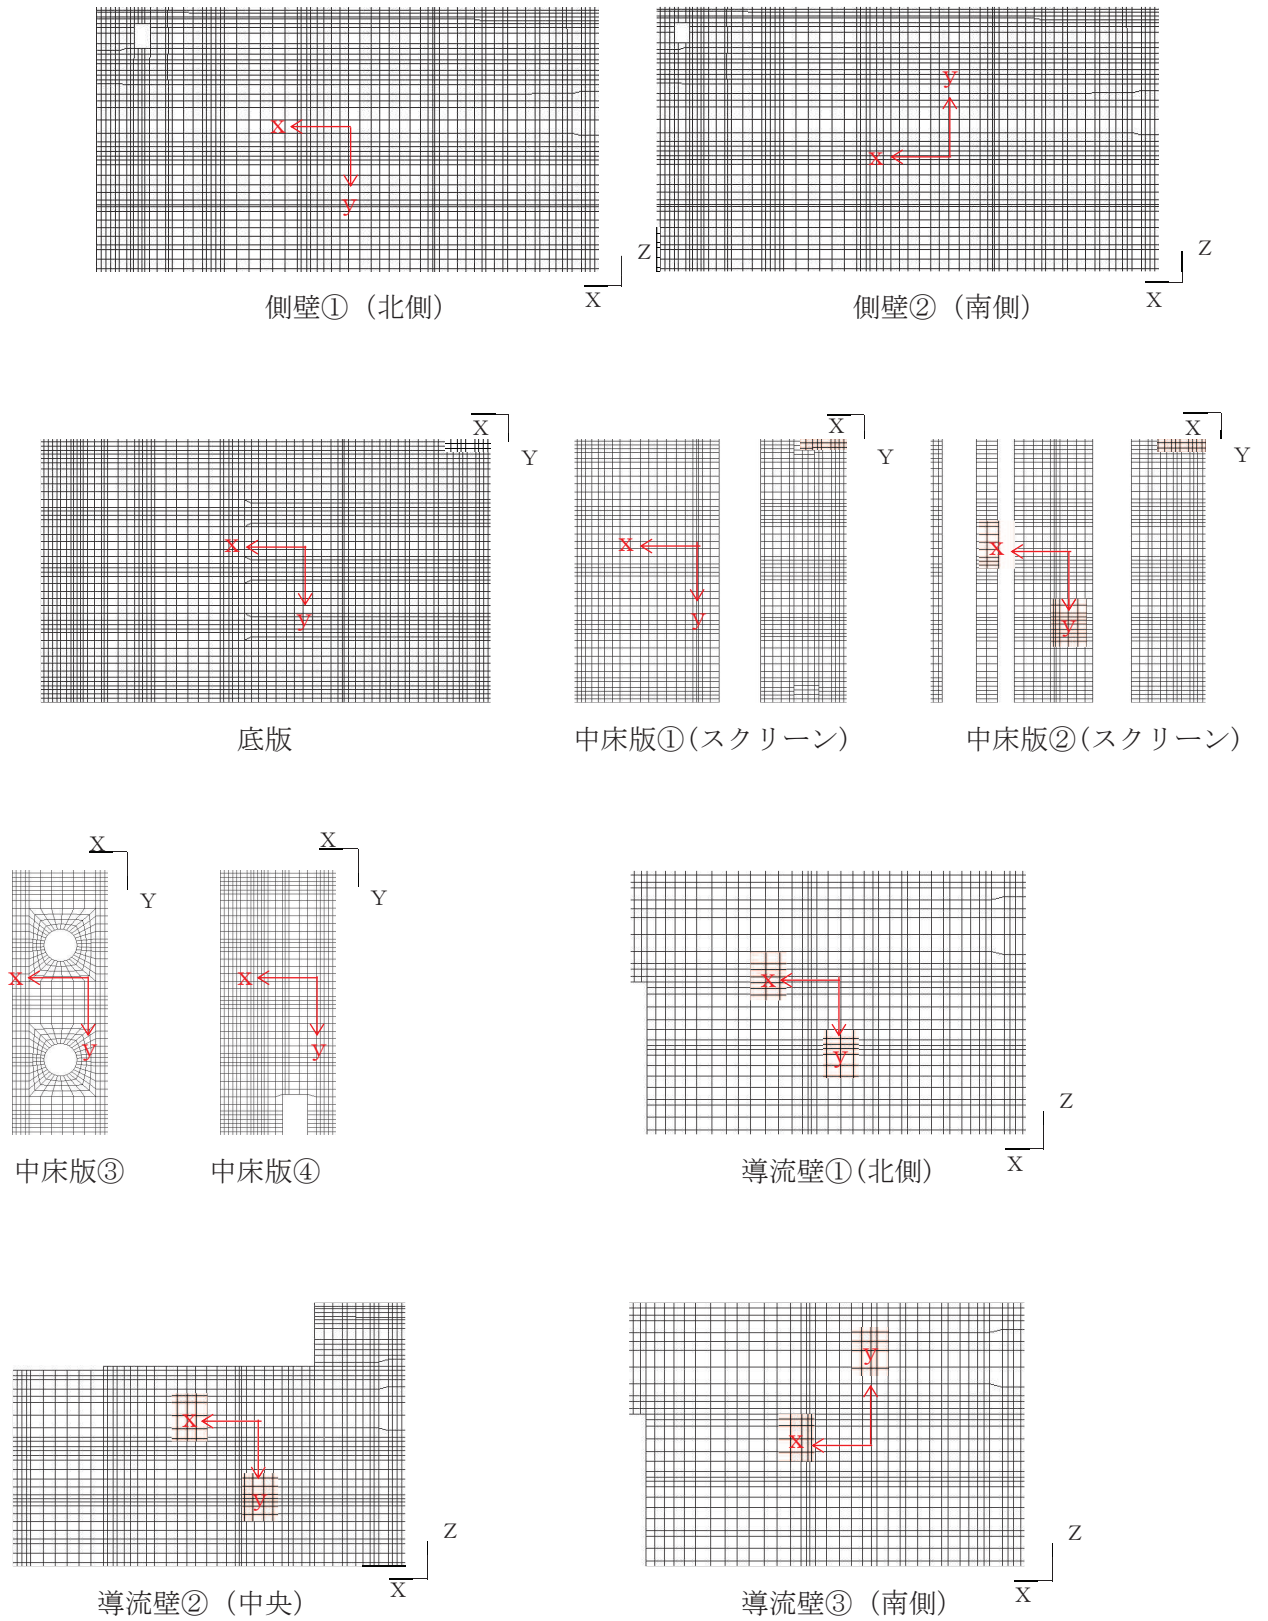 x
y
Z
X
側壁①（北側）
y
x
Z
X
側壁②（南側）
X
Y
x
y
底版
X
Y
x
y
中床版①(スクリーン)
X
Y
x
y
中床版②(スクリーン)
X
Y
x
y
中床版③
X
Y
x
y
中床版④
x
y
Z
X
導流壁①(北側)
x
y
Z
X
導流壁②（中央）
y
x
Z
X
導流壁③（南側）